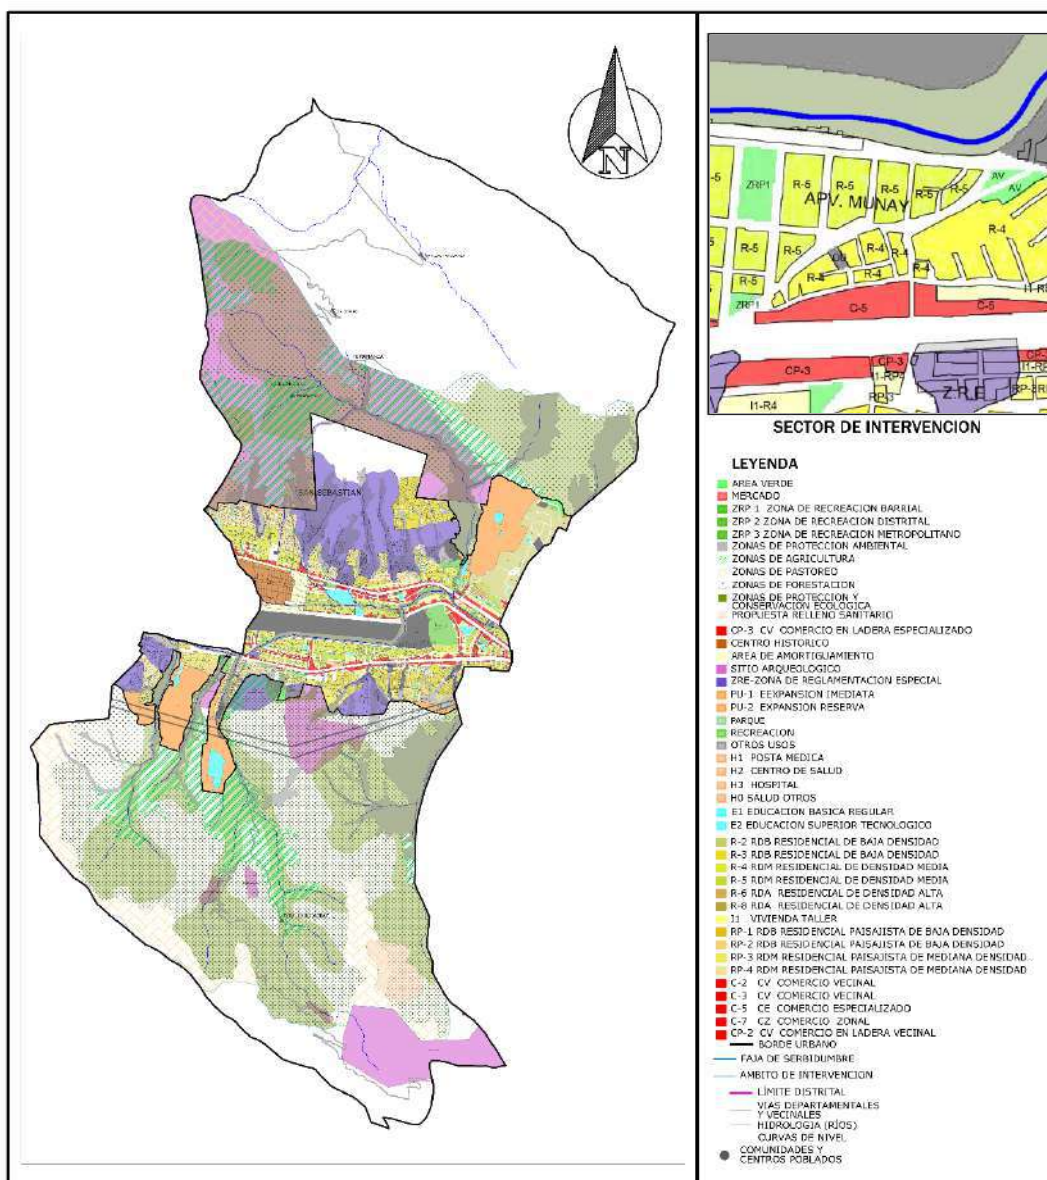 N
SAN SEBASTIAN
ZRP1
R-5
R-5
R-5
R-5
R-5
R-5
AV
AV
APV. MUNAY
R-4
R-5
R-5
R-5
OU
R-4
R-4
R-4
R-4
R-5
ZRP1
C-5
C-5
CP-3
CP-3
I1-R4
RP-3
Z.R.E
SECTOR DE INTERVENCION
LEYENDA
AREA VERDE
MERCADO
ZRP 1 ZONA DE RECREACION BARRIAL
ZRP 2 ZONA DE RECREACION DISTRITAL
ZRP 3 ZONA DE RECREACION METROPOLITANO
ZONAS DE PROTECCION AMBIENTAL
ZONAS DE AGRICULTURA
ZONAS DE PASTOREO
ZONAS DE FORESTACION
ZONAS DE PROTECCION Y
CONSERVACION ECOLOGICA
PROPUESTA RELLENO SANITARIO
CP-3 CV COMERCIO EN LADERA ESPECIALIZADO
CENTRO HISTORICO
AREA DE AMORTIGUAMIENTO
SITIO ARQUEOLOGICO
ZRE-ZONA DE REGLAMENTACION ESPECIAL
PU-1 EEXPANSION IMEDIATA
PU-2 EXPANSION RESERVA
PARQUE
RECREACION
OTROS USOS
H1 POSTA MEDICA
H2 CENTRO DE SALUD
H3 HOSPITAL
H0 SALUD OTROS
E1 EDUCACION BASICA REGULAR
E2 EDUCACION SUPERIOR TECNOLOGICO
R-2 RDB RESIDENCIAL DE BAJA DENSIDAD
R-3 RDB RESIDENCIAL DE BAJA DENSIDAD
R-4 RDM RESIDENCIAL DE DENSIDAD MEDIA
R-5 RDM RESIDENCIAL DE DENSIDAD MEDIA
R-6 RDA RESIDENCIAL DE DENSIDAD ALTA
R-8 RDA RESIDENCIAL DE DENSIDAD ALTA
I1 VIVIENDA TALLER
RP-1 RDB RESIDENCIAL PAISAJISTA DE BAJA DENSIDAD
RP-2 RDB RESIDENCIAL PAISAJISTA DE BAJA DENSIDAD
RP-3 RDM RESIDENCIAL PAISAJISTA DE MEDIANA DENSIDAD
RP-4 RDM RESIDENCIAL PAISAJISTA DE MEDIANA DENSIDAD
C-2 CV COMERCIO VECINAL
C-3 CV COMERCIO VECINAL
C-5 CE COMERCIO ESPECIALIZADO
C-7 CZ COMERCIO ZONAL
CP-2 CV COMERCIO EN LADERA VECINAL
BORDE URBANO
FAJA DE SERBIDUMBRE
AMBITO DE INTERVENCION
LÍMITE DISTRITAL
VIAS DEPARTAMENTALES
Y VECINALES
HIDROLOGIA (RÍOS)
CURVAS DE NIVEL
COMUNIDADES Y
CENTROS POBLADOS